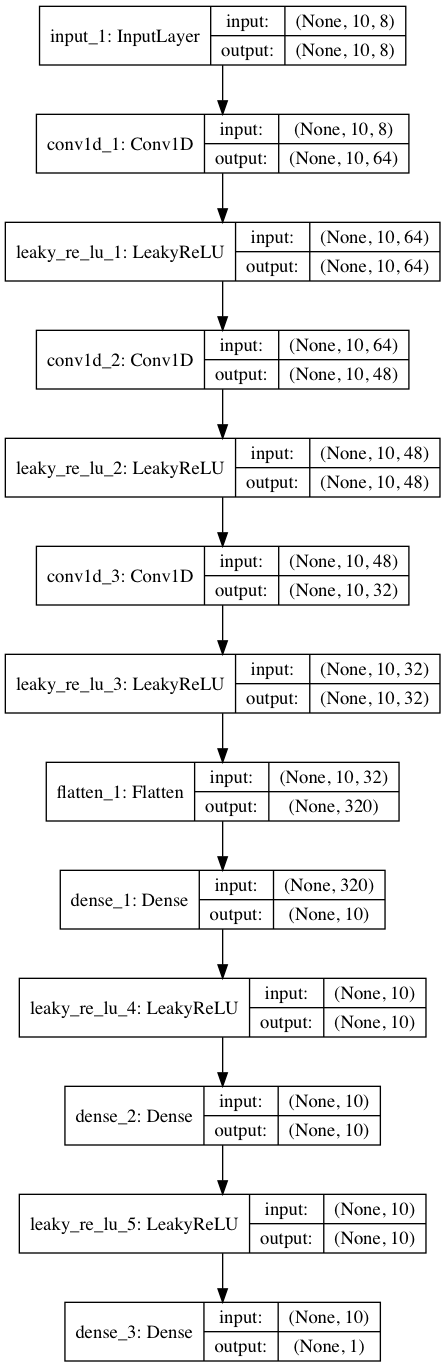 input_1: InputLayer
input: (None, 10, 8)
output: (None, 10, 8)
conv1d_1: Conv1D
input: (None, 10, 8)
output: (None, 10, 64)
leaky_re_lu_1: LeakyReLU
input: (None, 10, 64)
output: (None, 10, 64)
conv1d_2: Conv1D
input: (None, 10, 64)
output: (None, 10, 48)
leaky_re_lu_2: LeakyReLU
input: (None, 10, 48)
output: (None, 10, 48)
conv1d_3: Conv1D
input: (None, 10, 48)
output: (None, 10, 32)
leaky_re_lu_3: LeakyReLU
input: (None, 10, 32)
output: (None, 10, 32)
flatten_1: Flatten
input: (None, 10, 32)
output: (None, 320)
dense_1: Dense
input: (None, 320)
output: (None, 10)
leaky_re_lu_4: LeakyReLU
input: (None, 10)
output: (None, 10)
dense_2: Dense
input: (None, 10)
output: (None, 10)
leaky_re_lu_5: LeakyReLU
input: (None, 10)
output: (None, 10)
dense_3: Dense
input: (None, 10)
output: (None, 1)